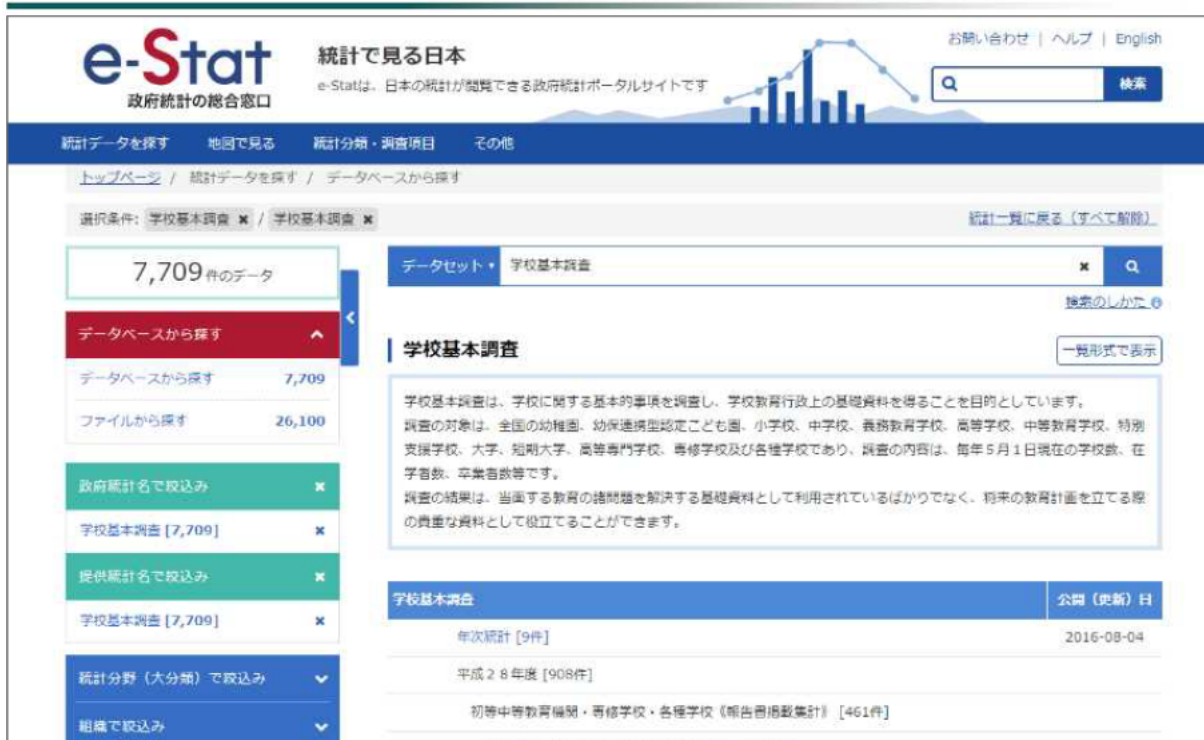 e-Stat
政府統計の総合窓口
統計で見る日本
e-Statは、日本の統計が閲覧できる政府統計ポータルサイトです
お問い合わせ | ヘルプ | English
検索
統計データを探す 地図で見る 統計分類・調査項目 その他
トップページ / 統計データを探す / データベースから探す
選択条件: 学校基本調査 ✖ / 学校基本調査 ✖
統計一覧に戻る（すべて解除）
7,709件のデータ
データベースから探す
データベースから探す 7,709
ファイルから探す 26,100
政府統計名で絞込み ✖
学校基本調査 [7,709] ✖
提供統計名で絞込み ✖
学校基本調査 [7,709] ✖
統計分野（大分類）で絞込み
組織で絞込み
データセット 学校基本調査 ✖
検索のしかた
学校基本調査
一覧形式で表示
学校基本調査は、学校に関する基本的事項を調査し、学校教育行政上の基礎資料を得ることを目的としています。
調査の対象は、全国の幼稚園、幼保連携型認定こども園、小学校、中学校、義務教育学校、高等学校、中等教育学校、特別
支援学校、大学、短期大学、高等専門学校、専修学校及び各種学校であり、調査の内容は、毎年５月１日現在の学校数、在
学者数、卒業者数等です。
調査の結果は、当面する教育の諸問題を解決する基礎資料として利用されているばかりでなく、将来の教育計画を立てる際
の貴重な資料として役立てることができます。
学校基本調査 公開（更新）日
年次統計 [9件] 2016-08-04
平成２８年度 [908件]
初等中等教育機関・専修学校・各種学校《報告書掲載集計》 [461件]